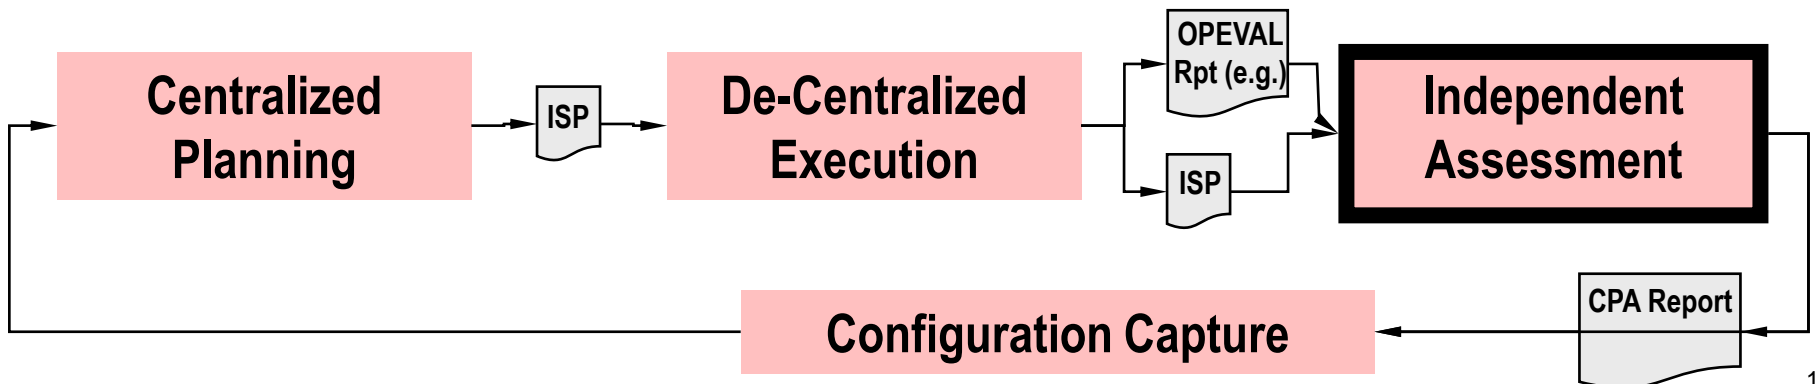 Centralized
Planning
ISP
De-Centralized
Execution
OPEVAL
Rpt (e.g.)
ISP
Independent
Assessment
CPA Report
Configuration Capture
1